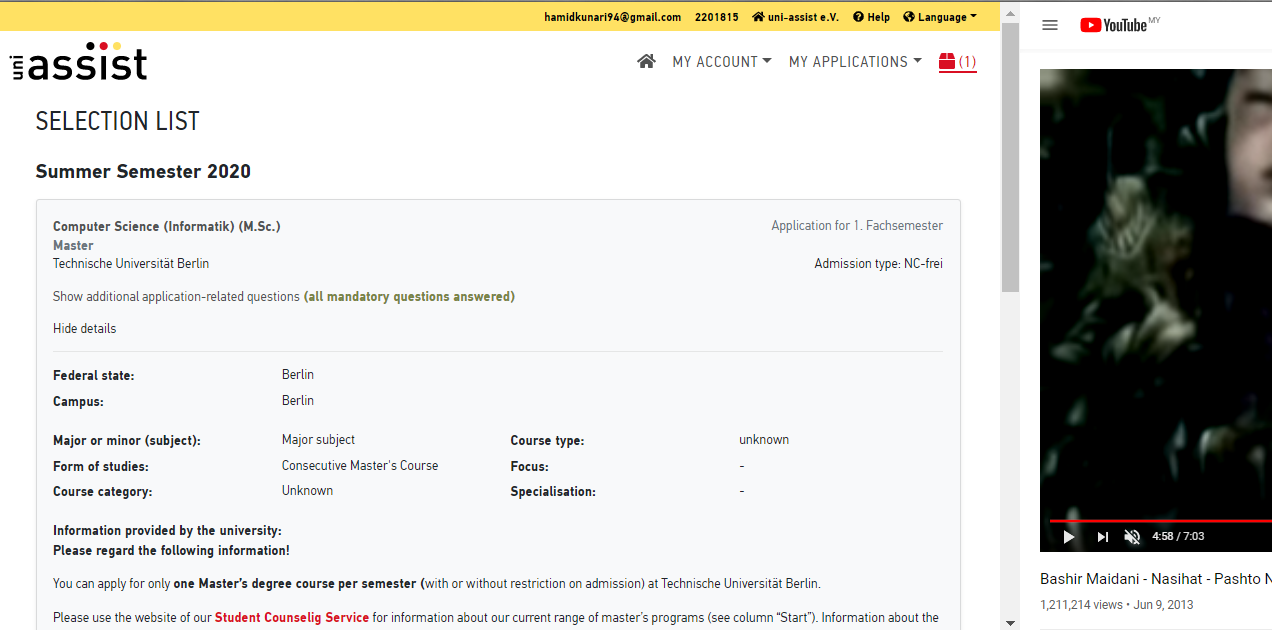 hamidkunari94@gmail.com 2201815 uni-assist e.V. Help Language
uni assist
MY ACCOUNT MY APPLICATIONS (1)
SELECTION LIST
Summer Semester 2020
Computer Science (Informatik) (M.Sc.) Application for 1. Fachsemester
Master
Technische Universität Berlin Admission type: NC-frei
Show additional application-related questions (all mandatory questions answered)
Hide details
Federal state: Berlin
Campus: Berlin
Major or minor (subject): Major subject Course type: unknown
Form of studies: Consecutive Master's Course Focus: -
Course category: Unknown Specialisation: -
Information provided by the university:
Please regard the following information!
You can apply for only one Master’s degree course per semester (with or without restriction on admission) at Technische Universität Berlin.
Please use the website of our Student Counselig Service for information about our current range of master’s programs (see column “Start”). Information about the
YouTube MY
4:58 / 7:03
Bashir Maidani - Nasihat - Pashto N
1,211,214 views • Jun 9, 2013